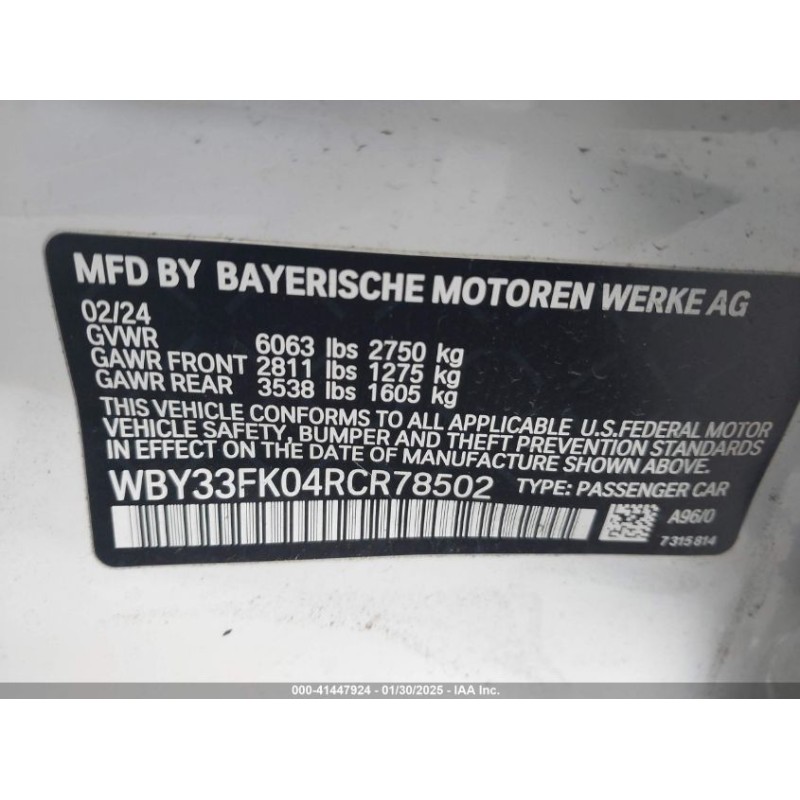 MFD BY BAYERISCHE MOTOREN WERKE AG
02/24
GVWR 6063 lbs 2750 kg
GAWR FRONT 2811 lbs 1275 kg
GAWR REAR 3538 lbs 1605 kg
THIS VEHICLE CONFORMS TO ALL APPLICABLE U.S.FEDERAL MOTOR
VEHICLE SAFETY, BUMPER AND THEFT PREVENTION STANDARDS
IN EFFECT ON THE DATE OF MANUFACTURE SHOWN ABOVE.
WBY33FK04RCR78502 TYPE: PASSENGER CAR
A96/0
7315814
000-41447924 - 01/30/2025 - IAA Inc.